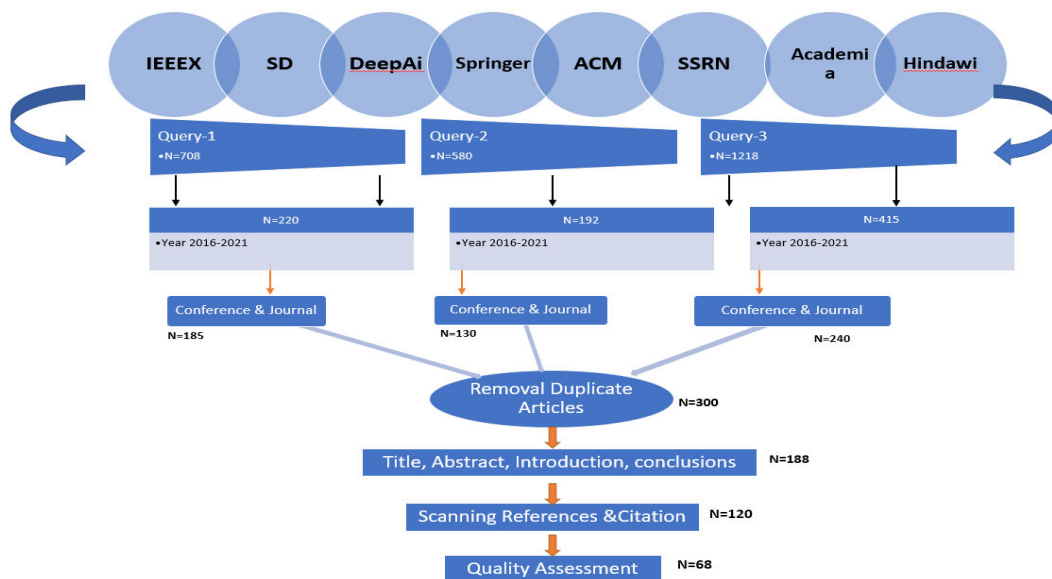 IEEEX
SD
DeepAi
Springer
ACM
SSRN
Academi
a
Hindawi
Query-1
•N=708
Query-2
•N=580
Query-3
•N=1218
N=220
•Year 2016-2021
N=192
•Year 2016-2021
N=415
•Year 2016-2021
Conference & Journal
N=185
Conference & Journal
N=130
Conference & Journal
N=240
Removal Duplicate
Articles
N=300
Title, Abstract, Introduction, conclusions
N=188
Scanning References &Citation
N=120
Quality Assessment
N=68